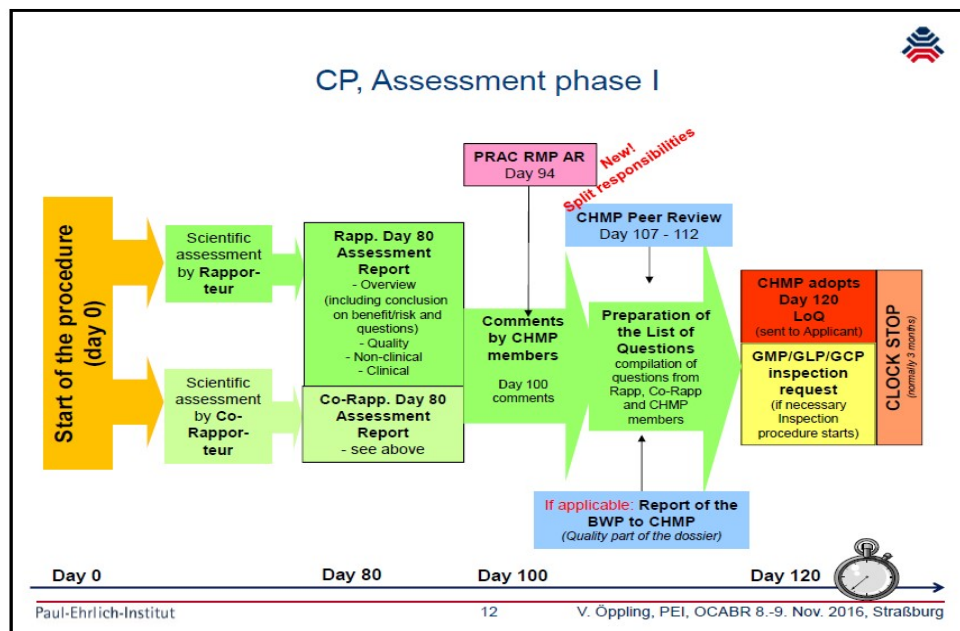 CP, Assessment phase I
Start of the procedure
(day 0)
Scientific
assessment
by Rappor-
teur
Scientific
assessment
by Co-
Rappor-
teur
Rapp. Day 80
Assessment
Report
- Overview
(including conclusion
on benefit/risk and
questions)
- Quality
- Non-clinical
- Clinical
Co-Rapp. Day 80
Assessment
Report
- see above
PRAC RMP AR
Day 94
New!
Split responsibilities
Comments
by CHMP
members
Day 100
comments
CHMP Peer Review
Day 107 - 112
Preparation of
the List of
Questions
compilation of
questions from
Rapp, Co-Rapp
and CHMP
members
If applicable: Report of the
BWP to CHMP
(Quality part of the dossier)
CHMP adopts
Day 120
LoQ
(sent to Applicant)
GMP/GLP/GCP
inspection
request
(if necessary
Inspection
procedure starts)
CLOCK STOP
(normally 3 months)
Day 0
Day 80
Day 100
Day 120
Paul-Ehrlich-Institut
12
V. Öppling, PEI, OCABR 8.-9. Nov. 2016, Straßburg